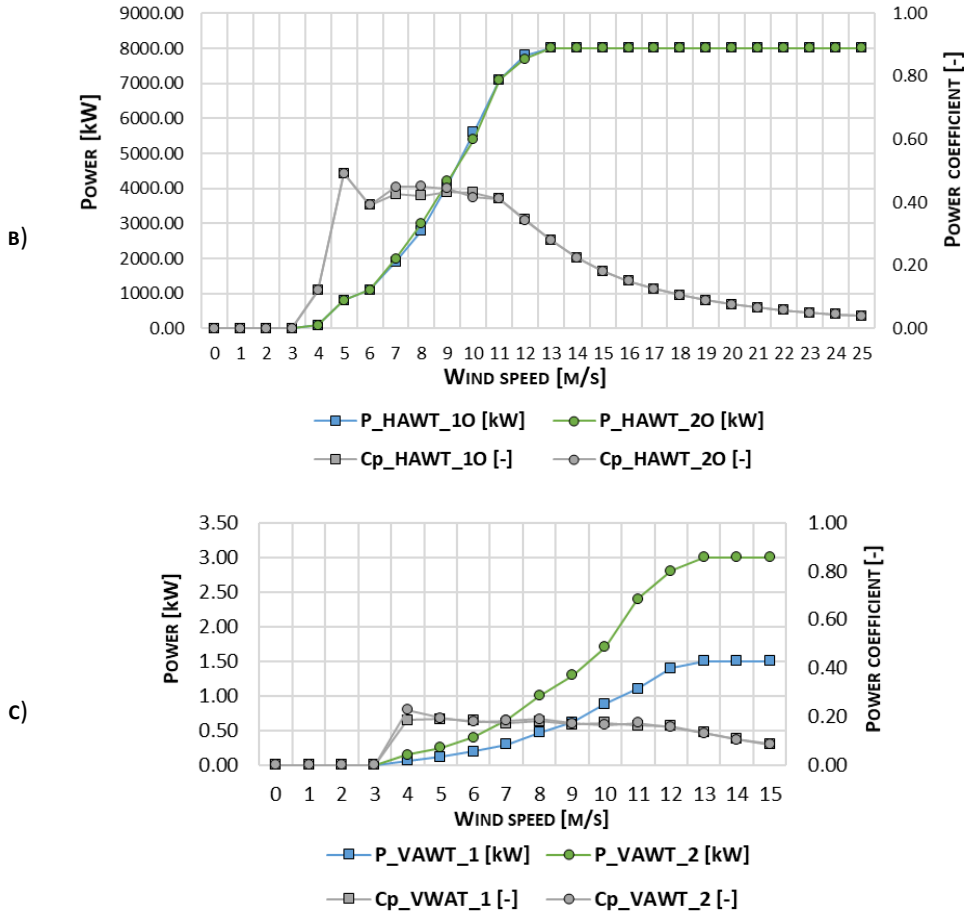 B)
POWER [kW]
9000.00
8000.00
7000.00
6000.00
5000.00
4000.00
3000.00
2000.00
1000.00
0.00
1.00
0.80
0.60
0.40
0.20
0.00
POWER COEFFICIENT [-]
0 1 2 3 4 5 6 7 8 9 10 11 12 13 14 15 16 17 18 19 20 21 22 23 24 25
WIND SPEED [M/S]
P_HAWT_1O [kW] P_HAWT_2O [kW]
Cp_HAWT_1O [-] Cp_HAWT_2O [-]
C)
POWER [kW]
3.50
3.00
2.50
2.00
1.50
1.00
0.50
0.00
1.00
0.80
0.60
0.40
0.20
0.00
POWER COEFFICIENT [-]
0 1 2 3 4 5 6 7 8 9 10 11 12 13 14 15
WIND SPEED [M/S]
P_VAWT_1 [kW] P_VAWT_2 [kW]
Cp_VWAT_1 [-] Cp_VAWT_2 [-]